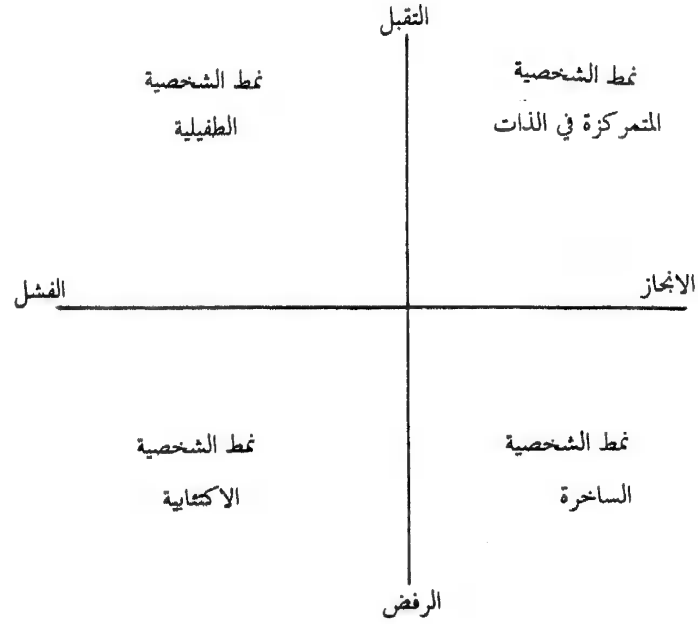 التقبل
نمط الشخصية
المتمركزة في الذات
نمط الشخصية
الطفيلية
الانجاز
الفشل
نمط الشخصية
الساخرة
نمط الشخصية
الاكتئابية
الرفض